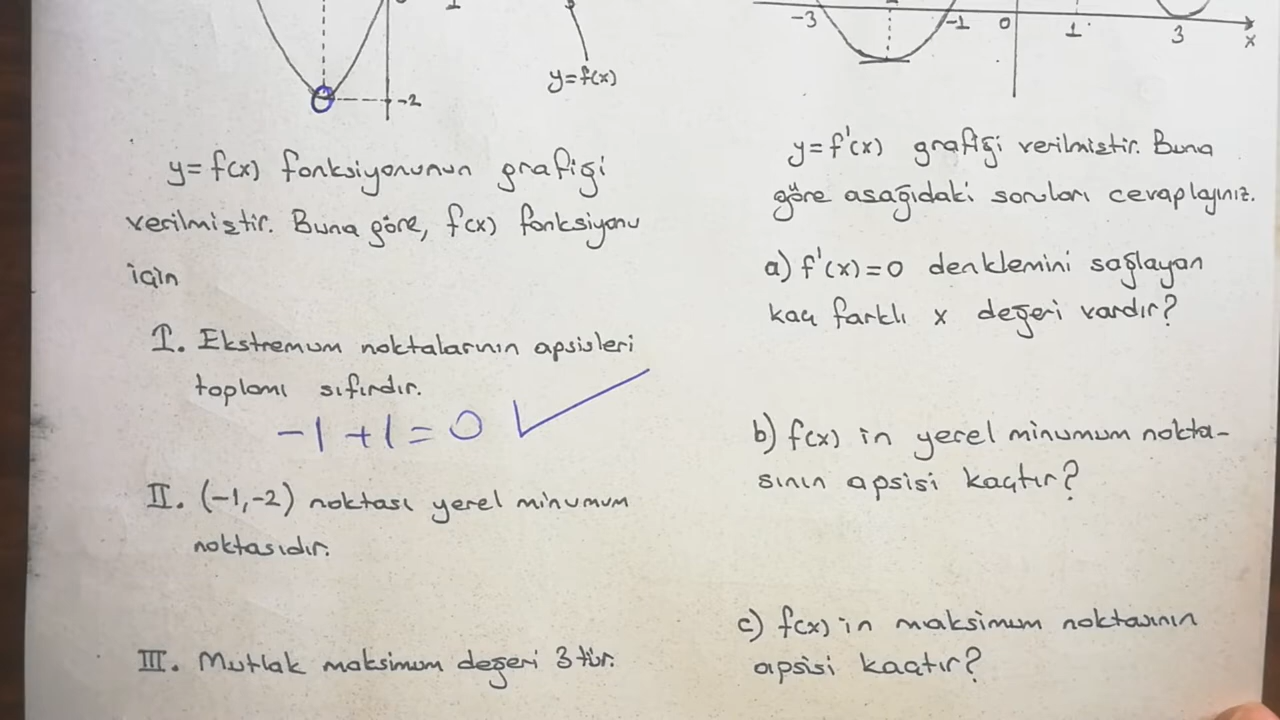 1
y=f(x)
-2
y=f(x) fonksiyonunun grafiği
verilmiştir. Buna göre, f(x) fonksiyonu
için
I. Ekstremum noktalarının apsisleri
toplamı sıfırdır.
-1+1=0
II. (-1,-2) noktası yerel minumum
noktasıdır.
III. Mutlak maksimum değeri 3 tür.
-3 -1 0 1 3 x
y=f'(x) grafiği verilmiştir. Buna
göre aşağıdaki soruları cevaplayınız.
a) f'(x)=0 denklemini sağlayan
kaç farklı x değeri vardır?
b) f(x) in yerel minumum nokta-
sının apsisi kaçtır?
c) f(x) in maksimum noktasının
apsisi kaçtır?